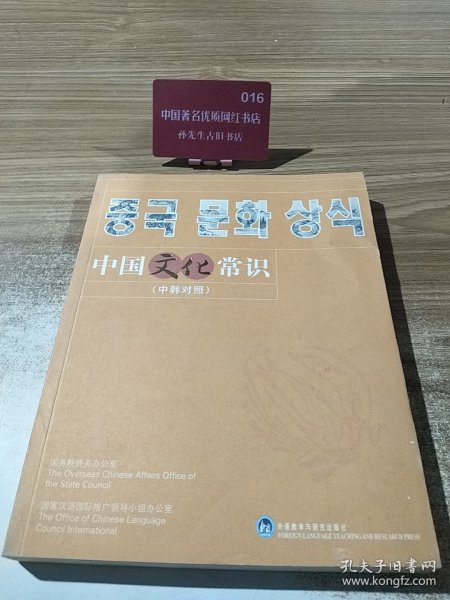 016
中国著名优质网红书店
孙先生古旧书店
중국 문화 상식
中国文化常识
(中韩对照)
国务院侨务办公室
The Overseas Chinese Affairs Office of
the State Council
国家汉语国际推广领导小组办公室
The Office of Chinese Language
Council International
外语教学与研究出版社
FOREIGN LANGUAGE TEACHING AND RESEARCH PRESS
孔夫子旧书网
www.kongfz.com